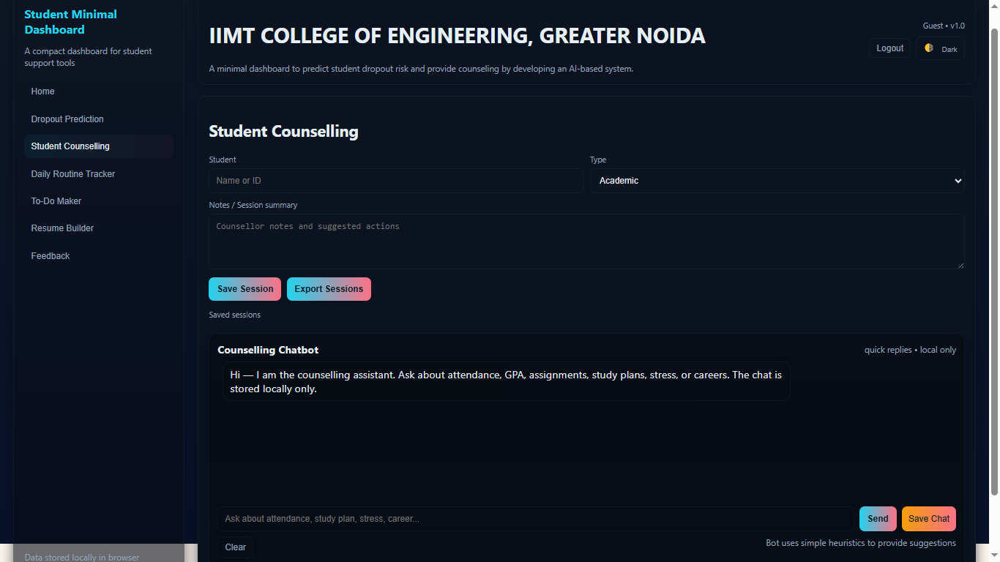 Student Minimal
Dashboard
A compact dashboard for student
support tools
Home
Dropout Prediction
Student Counselling
Daily Routine Tracker
To-Do Maker
Resume Builder
Feedback
Data stored locally in browser
IIMT COLLEGE OF ENGINEERING, GREATER NOIDA
A minimal dashboard to predict student dropout risk and provide counseling by developing an AI-based system.
Guest • v1.0
Logout
Dark
Student Counselling
Student
Name or ID
Type
Academic
Notes / Session summary
Counsellor notes and suggested actions
Save Session
Export Sessions
Saved sessions
Counselling Chatbot
quick replies • local only
Hi — I am the counselling assistant. Ask about attendance, GPA, assignments, study plans, stress, or careers. The chat is
stored locally only.
Ask about attendance, study plan, stress, career...
Send
Save Chat
Clear
Bot uses simple heuristics to provide suggestions